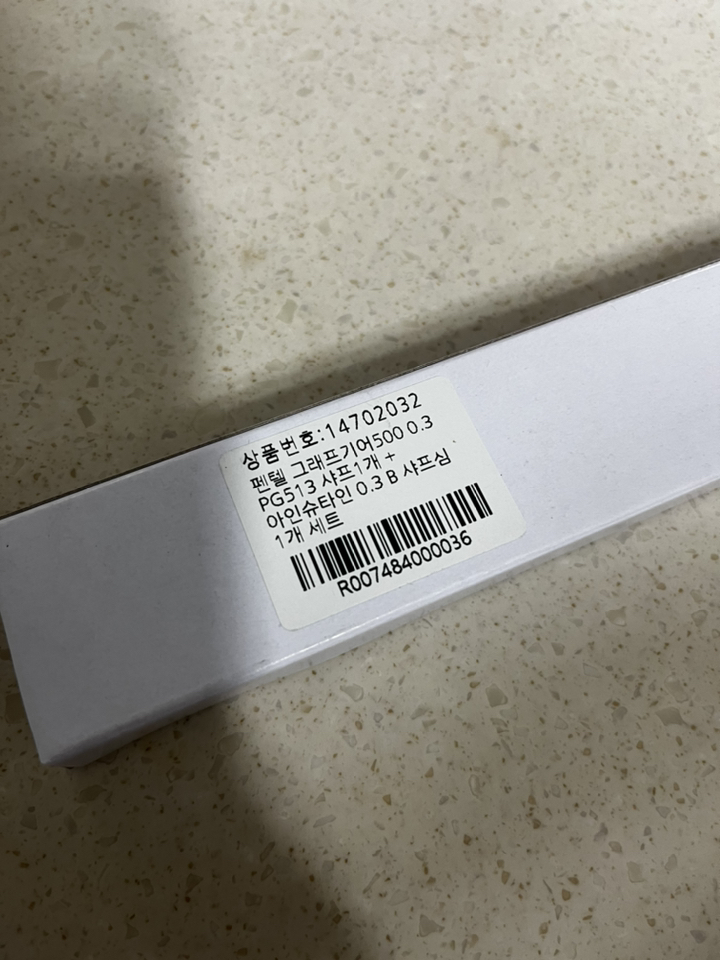 상품번호:14702032
펜텔 그래프기어500 0.3
PG513 샤프1개 +
아인슈타인 0.3 B 샤프심
1개 세트
R007484000036